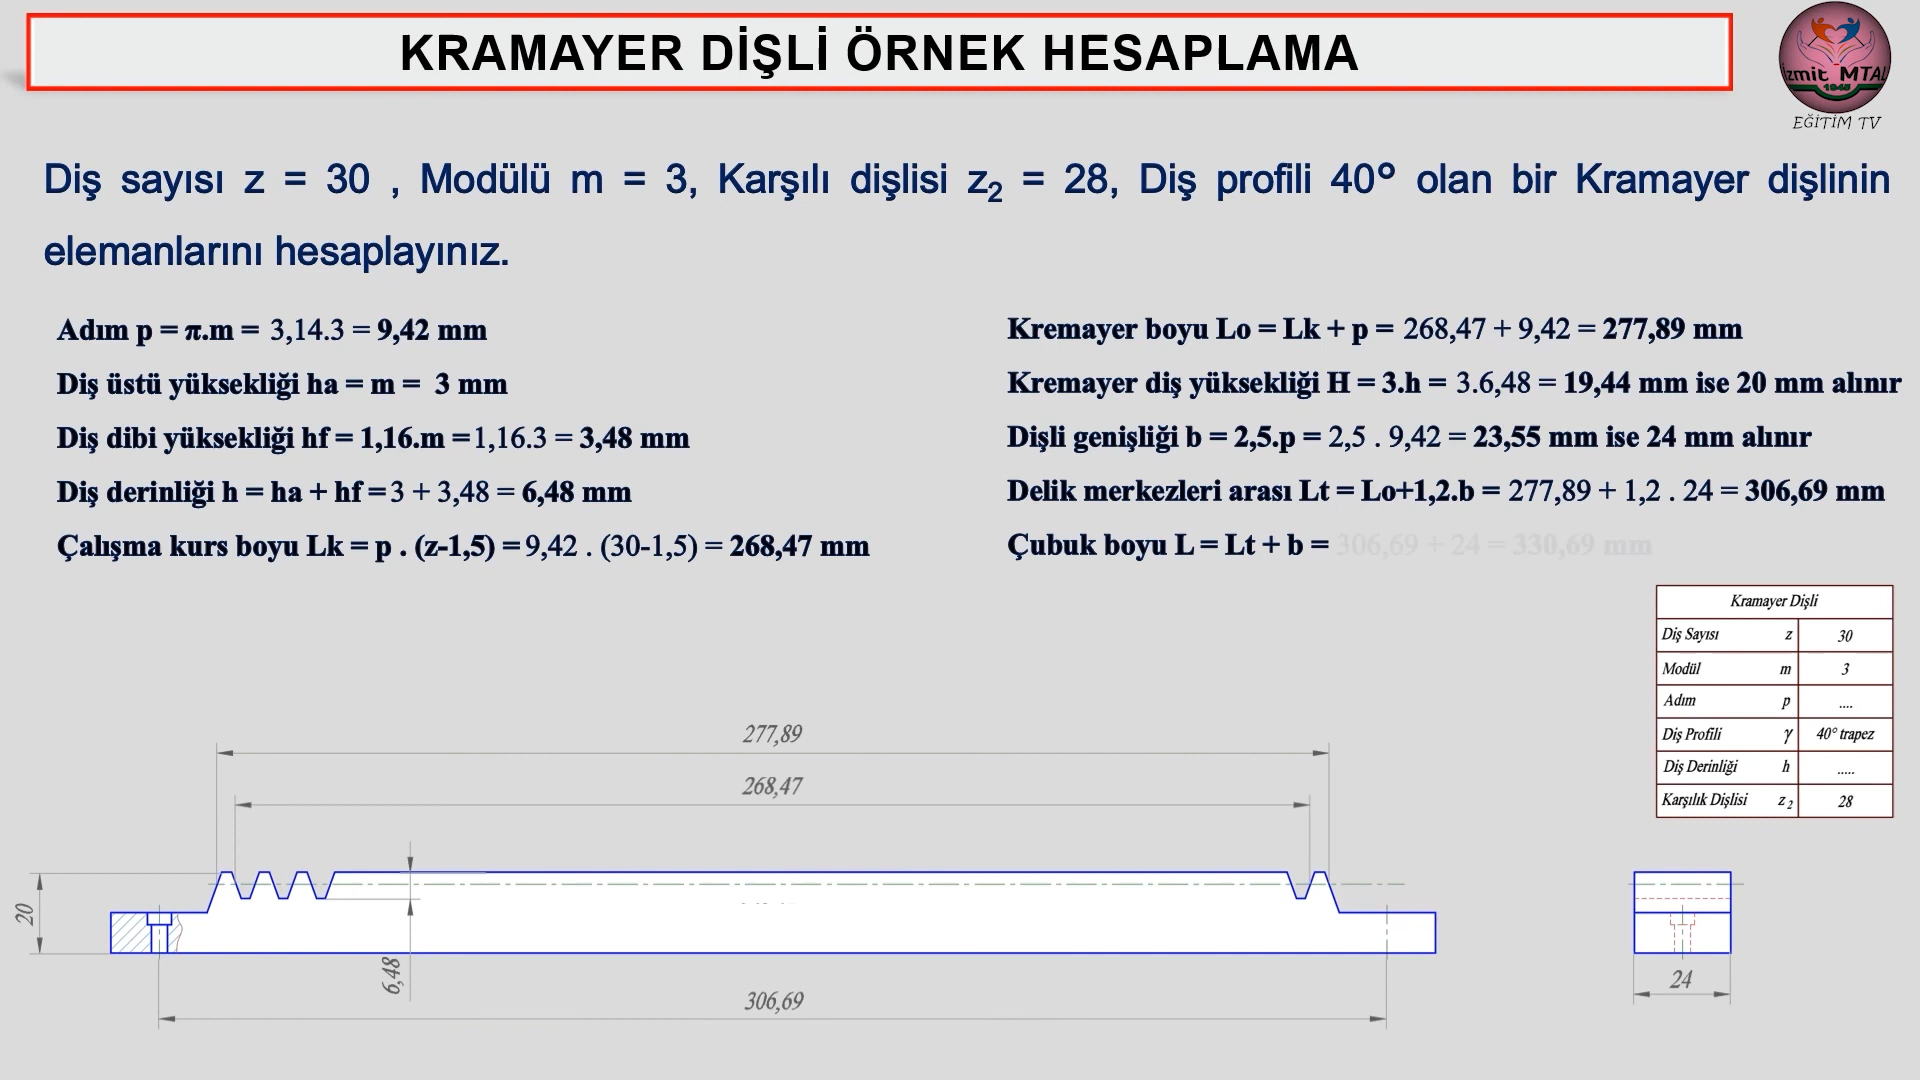 KRAMAYER DİŞLİ ÖRNEK HESAPLAMA
İzmit MTAL
1945
EĞİTİM TV
Diş sayısı z = 30 , Modülü m = 3, Karşılı dişlisi z₂ = 28, Diş profili 40° olan bir Kramayer dişlinin
elemanlarını hesaplayınız.
Adım p = π.m = 3,14.3 = 9,42 mm
Diş üstü yüksekliği ha = m = 3 mm
Diş dibi yüksekliği hf = 1,16.m = 1,16.3 = 3,48 mm
Diş derinliği h = ha + hf = 3 + 3,48 = 6,48 mm
Çalışma kurs boyu Lk = p . (z-1,5) = 9,42 . (30-1,5) = 268,47 mm
Kremayer boyu Lo = Lk + p = 268,47 + 9,42 = 277,89 mm
Kremayer diş yüksekliği H = 3.h = 3.6,48 = 19,44 mm ise 20 mm alınır
Dişli genişliği b = 2,5.p = 2,5 . 9,42 = 23,55 mm ise 24 mm alınır
Delik merkezleri arası Lt = Lo+1,2.b = 277,89 + 1,2 . 24 = 306,69 mm
Çubuk boyu L = Lt + b = 306,69 + 24 = 330,69 mm
Kramayer Dişli
Diş Sayısı z 30
Modül m 3
Adım p ....
Diş Profili γ 40° trapez
Diş Derinliği h .....
Karşılık Dişlisi z₂ 28
277,89
268,47
20
6,48
306,69
24